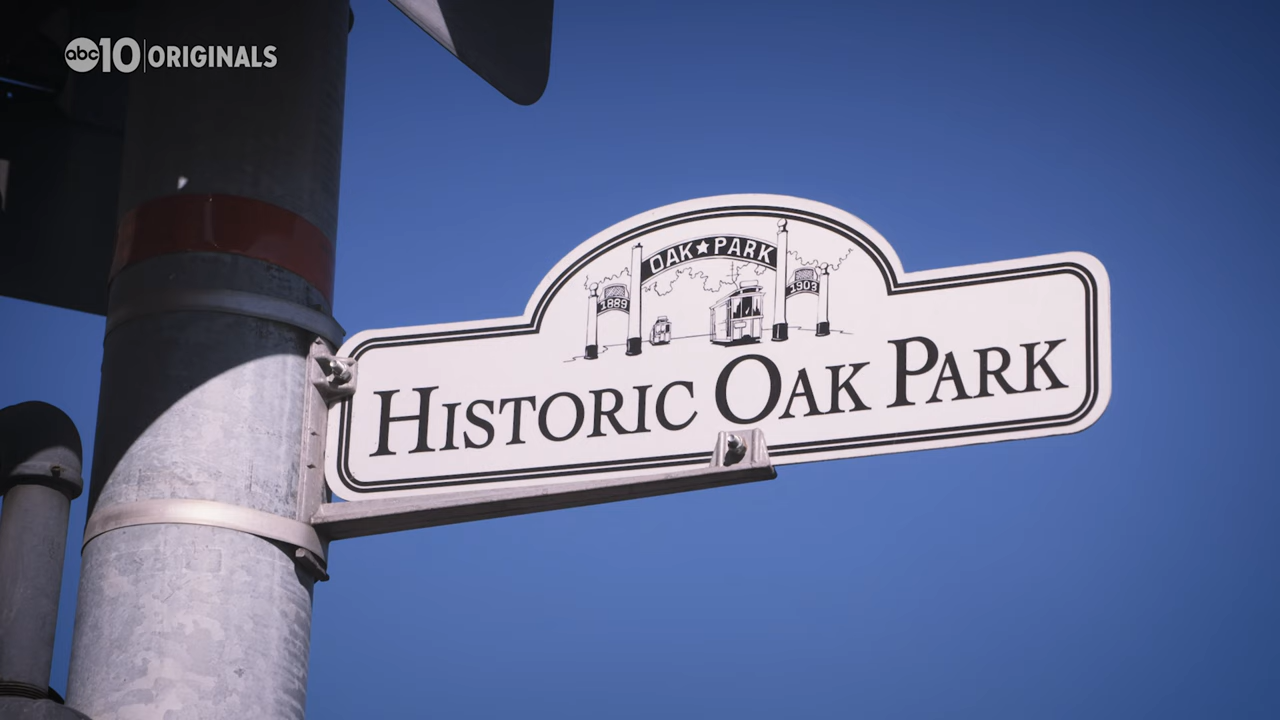 abc10 ORIGINALS
OAK★PARK
1889
1903
HISTORIC OAK PARK